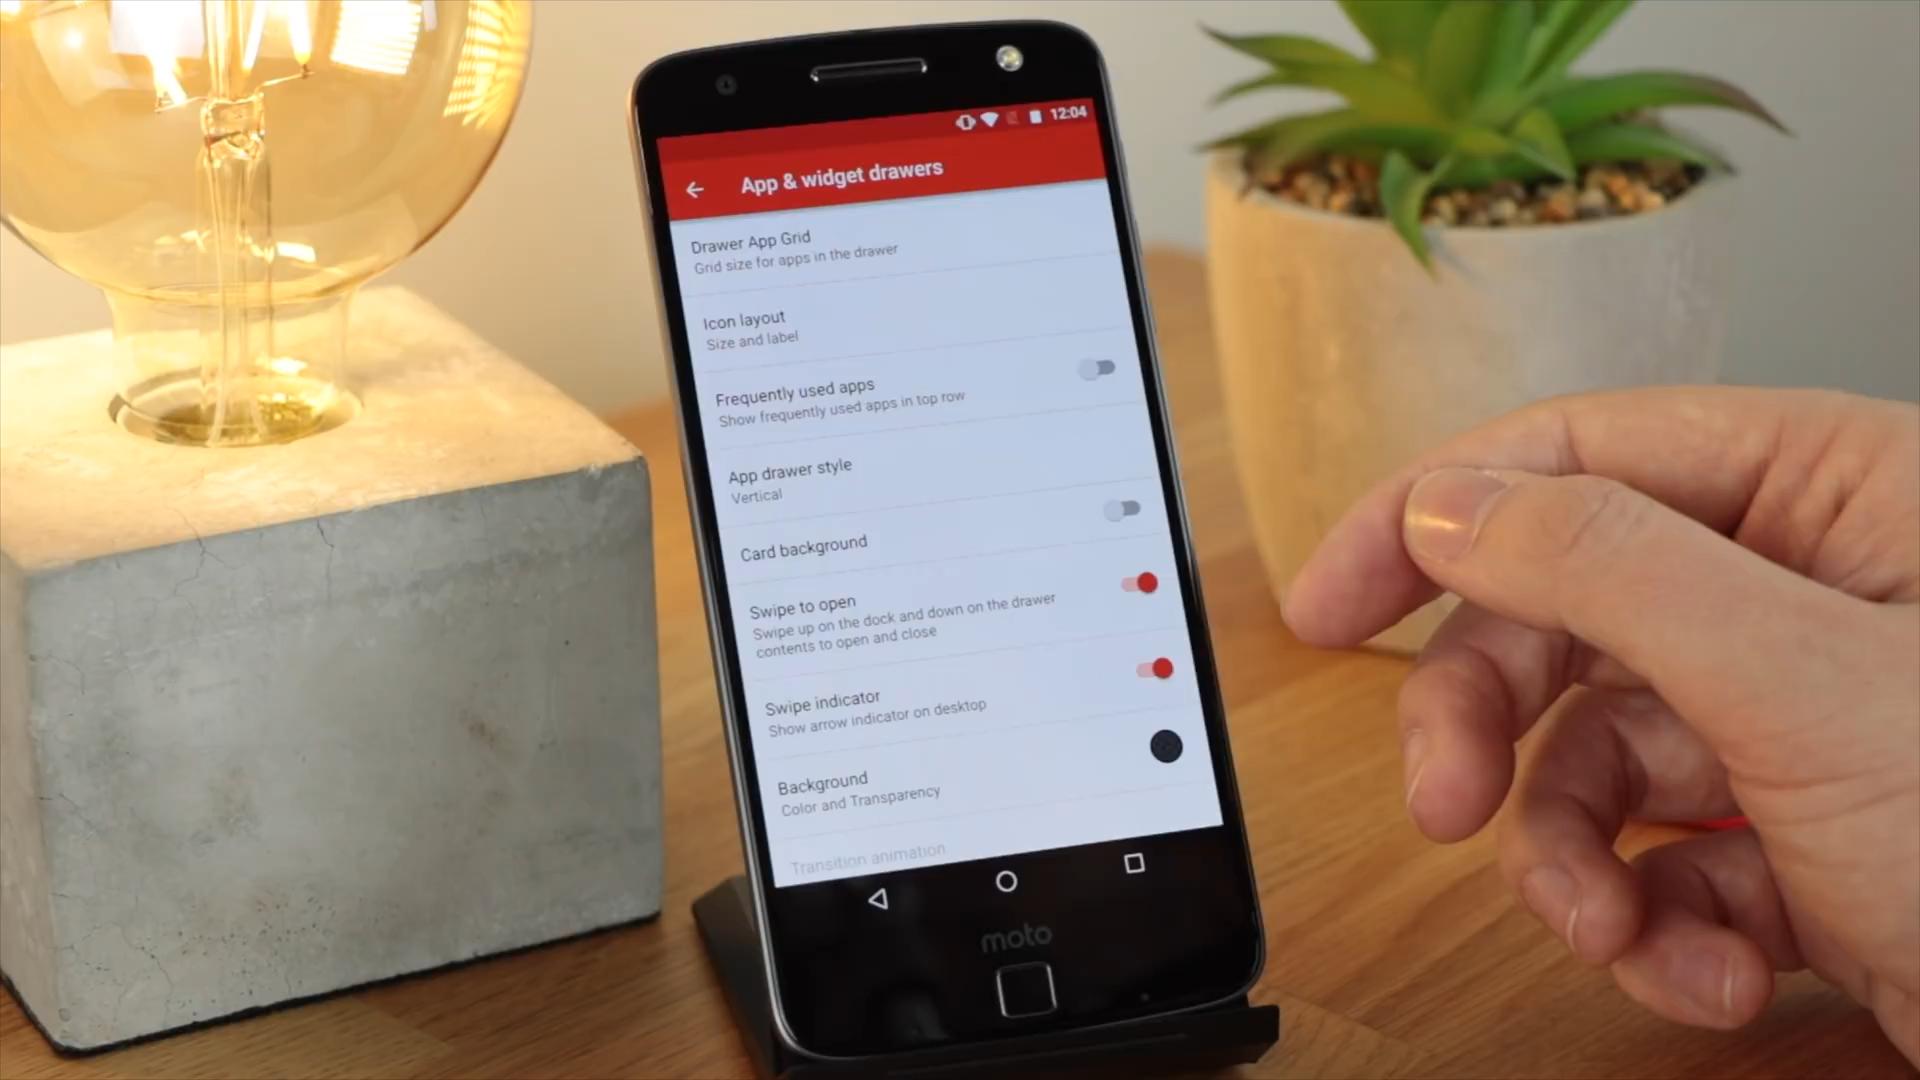 12:04
App & widget drawers
Drawer App Grid
Grid size for apps in the drawer
Icon layout
Size and label
Frequently used apps
Show frequently used apps in top row
App drawer style
Vertical
Card background
Swipe to open
Swipe up on the dock and down on the drawer
contents to open and close
Swipe indicator
Show arrow indicator on desktop
Background
Color and Transparency
Transition animation
moto